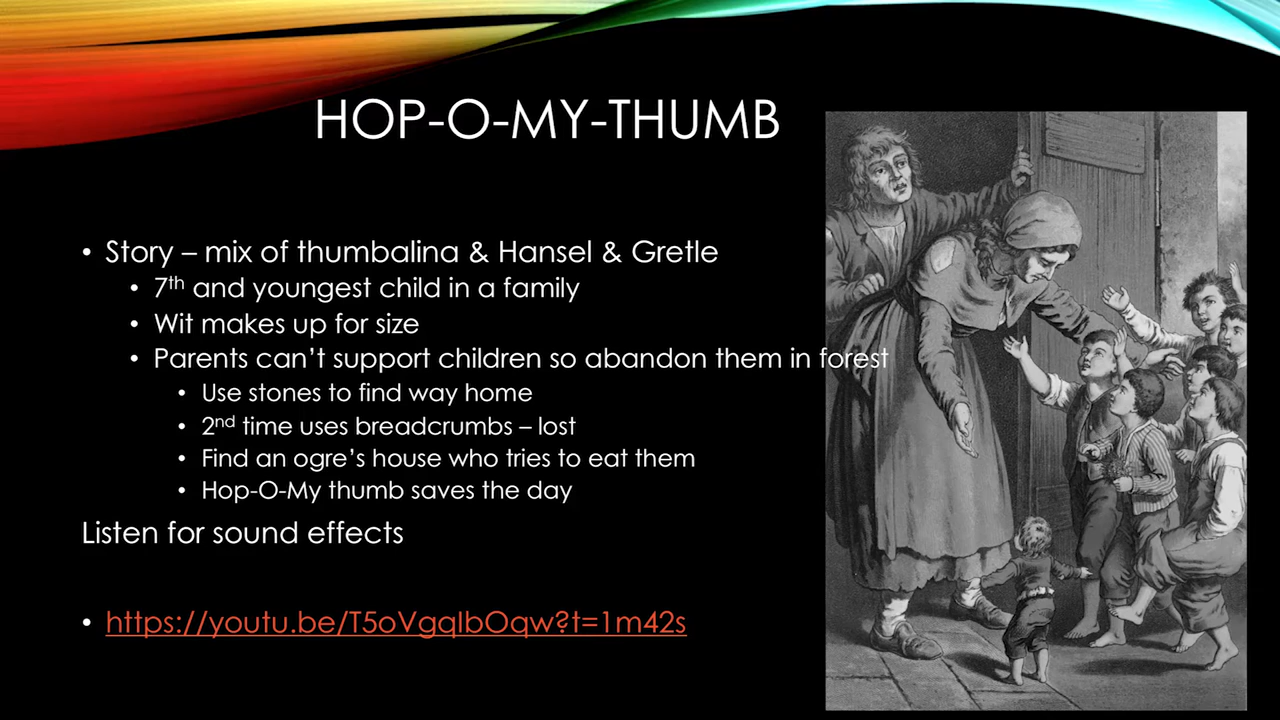 HOP-O-MY-THUMB
• Story – mix of thumbalina & Hansel & Gretle
• 7th and youngest child in a family
• Wit makes up for size
• Parents can't support children so abandon them in forest
• Use stones to find way home
• 2nd time uses breadcrumbs – lost
• Find an ogre's house who tries to eat them
• Hop-O-My thumb saves the day
Listen for sound effects
• https://youtu.be/T5oVgqIbOqw?t=1m42s